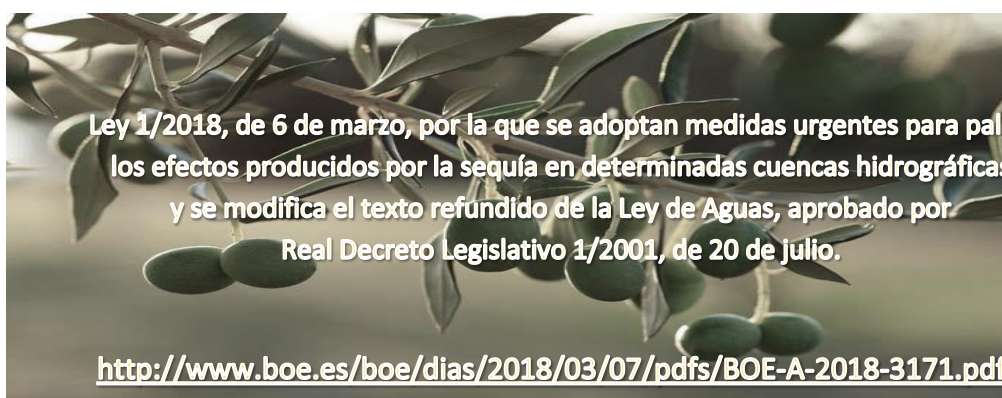 Ley 1/2018, de 6 de marzo, por la que se adoptan medidas urgentes para pal
los efectos producidos por la sequía en determinadas cuencas hidrográficas
y se modifica el texto refundido de la Ley de Aguas, aprobado por
Real Decreto Legislativo 1/2001, de 20 de julio.
http://www.boe.es/boe/dias/2018/03/07/pdfs/BOE-A-2018-3171.pdf